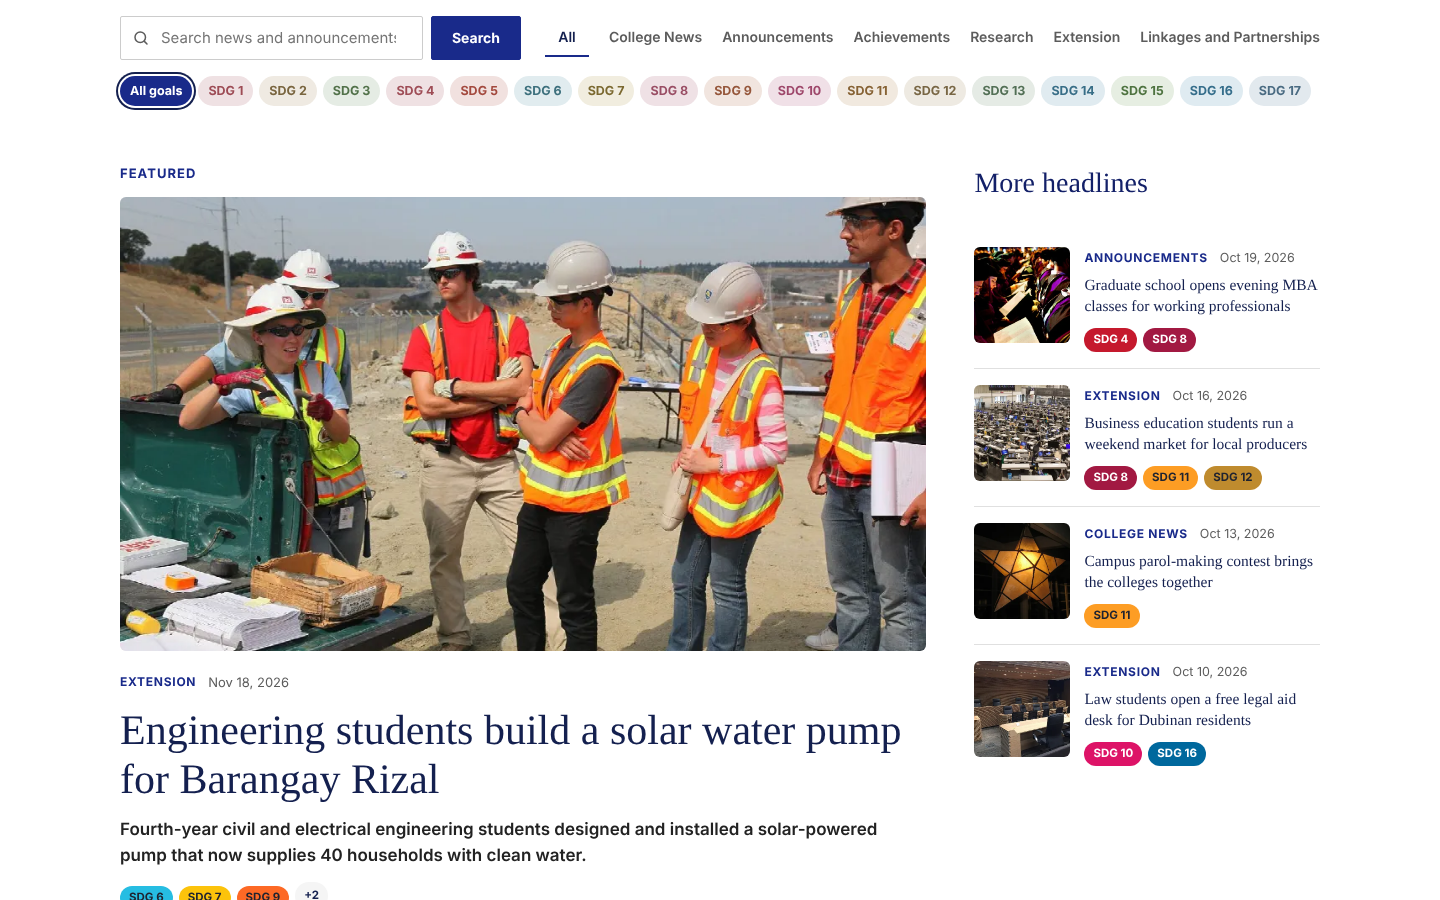 Search news and announcements
Search
All
College News
Announcements
Achievements
Research
Extension
Linkages and Partnerships
All goals
SDG 1
SDG 2
SDG 3
SDG 4
SDG 5
SDG 6
SDG 7
SDG 8
SDG 9
SDG 10
SDG 11
SDG 12
SDG 13
SDG 14
SDG 15
SDG 16
SDG 17
FEATURED
EXTENSION Nov 18, 2026
Engineering students build a solar water pump
for Barangay Rizal
Fourth-year civil and electrical engineering students designed and installed a solar-powered
pump that now supplies 40 households with clean water.
SDG 6 SDG 7 SDG 9 +2
More headlines
ANNOUNCEMENTS Oct 19, 2026
Graduate school opens evening MBA
classes for working professionals
SDG 4 SDG 8
EXTENSION Oct 16, 2026
Business education students run a
weekend market for local producers
SDG 8 SDG 11 SDG 12
COLLEGE NEWS Oct 13, 2026
Campus parol-making contest brings
the colleges together
SDG 11
EXTENSION Oct 10, 2026
Law students open a free legal aid
desk for Dubinan residents
SDG 10 SDG 16